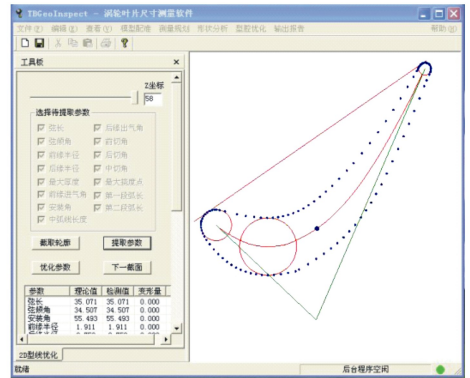 TBGeoInspect - 涡轮叶片尺寸测量软件
文件(F) 编辑(E) 查看(V) 模型配准 测量规划 形状分析 型腔优化 输出报告 帮助(H)
工具板
Z坐标
58
选择待提取参数
弦长 后缘出气角
弦倾角 前切角
前缘半径 后切角
后缘半径 中切角
最大厚度 最大挠度点
前缘进气角 第一段弧长
安装角 第二段弧长
中弧线长度
截取轮廓 提取参数
优化参数 下一截面
参数 理论值 检测值 变形量
弦长 35.071 35.071 0.000
弦倾角 34.507 34.507 0.000
安装角 55.493 55.493 0.000
前缘半径 1.911 1.911 0.000
2D型线优化
就绪 后台程序空闲